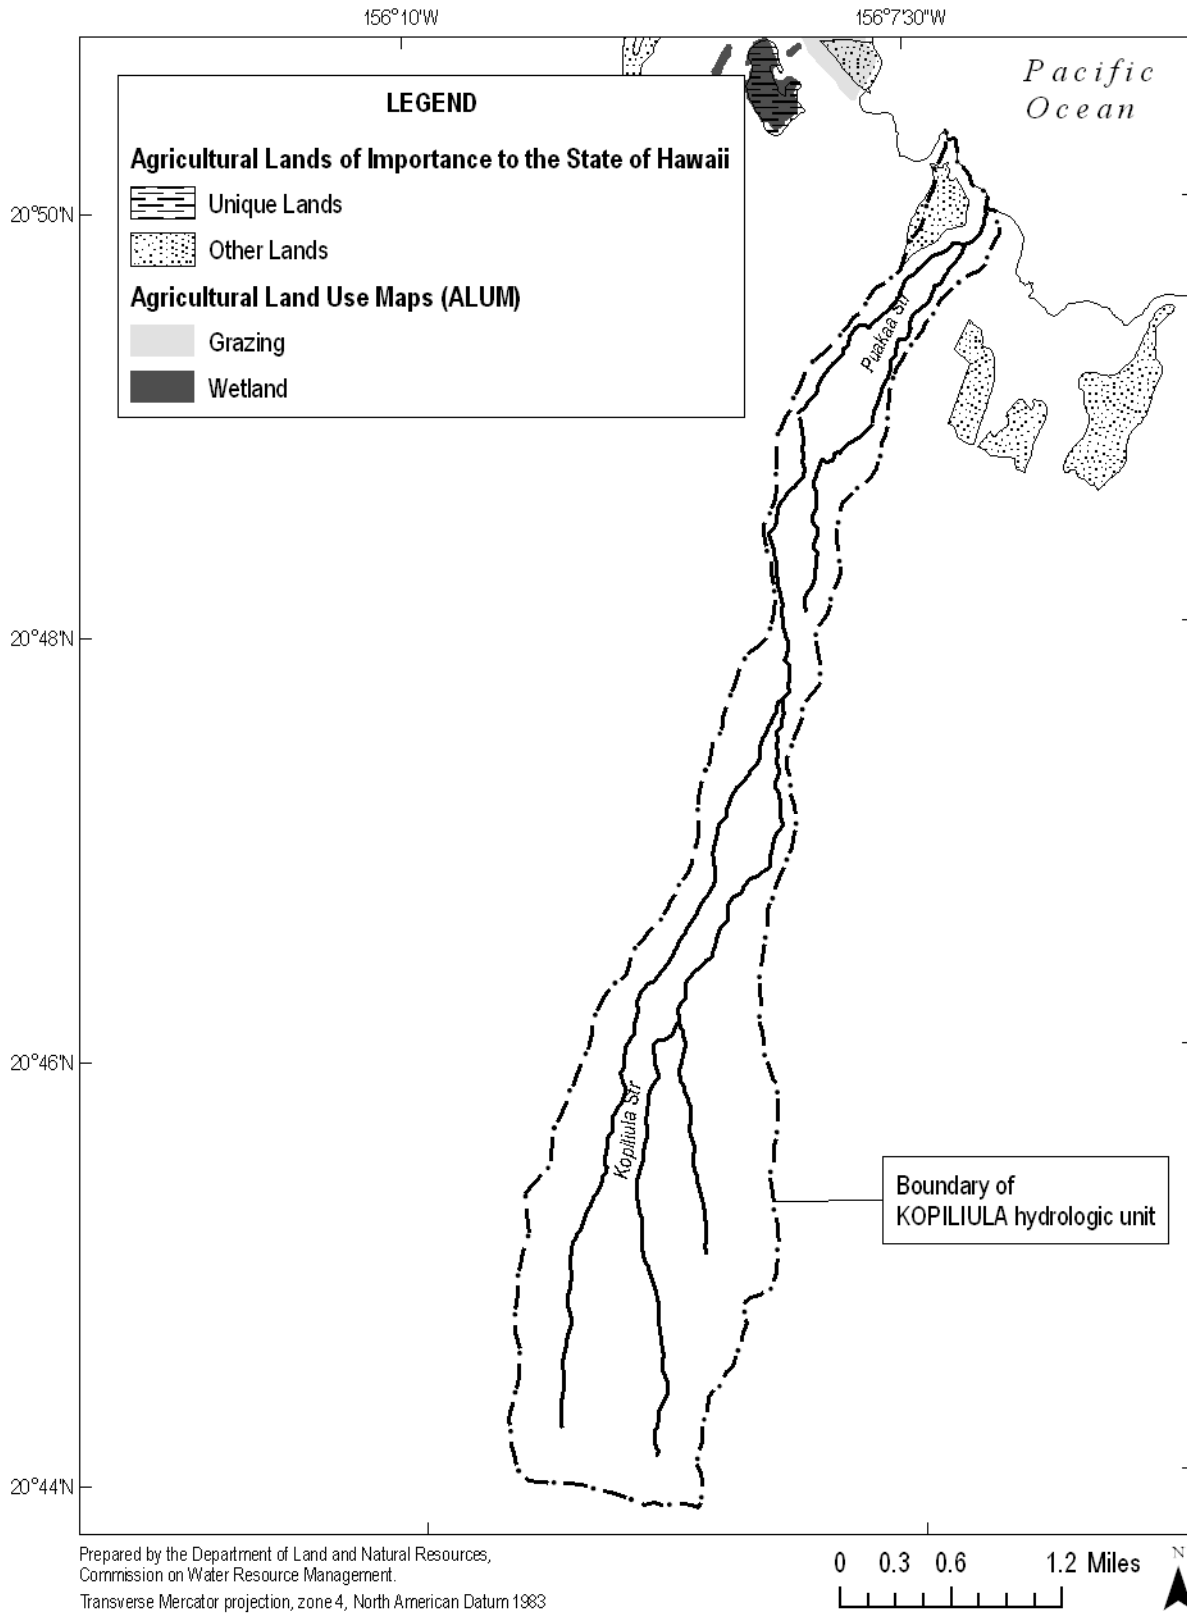 156°10'W
156°7'30"W
Pacific
Ocean
LEGEND
Agricultural Lands of Importance to the State of Hawaii
Unique Lands
Other Lands
Agricultural Land Use Maps (ALUM)
Grazing
Wetland
20°50'N
Puakaa Str
20°48'N
20°46'N
Kopiliula Str
Boundary of
KOPILIULA hydrologic unit
20°44'N
Prepared by the Department of Land and Natural Resources,
Commission on Water Resource Management.
Transverse Mercator projection, zone 4, North American Datum 1983
0 0.3 0.6 1.2 Miles
N